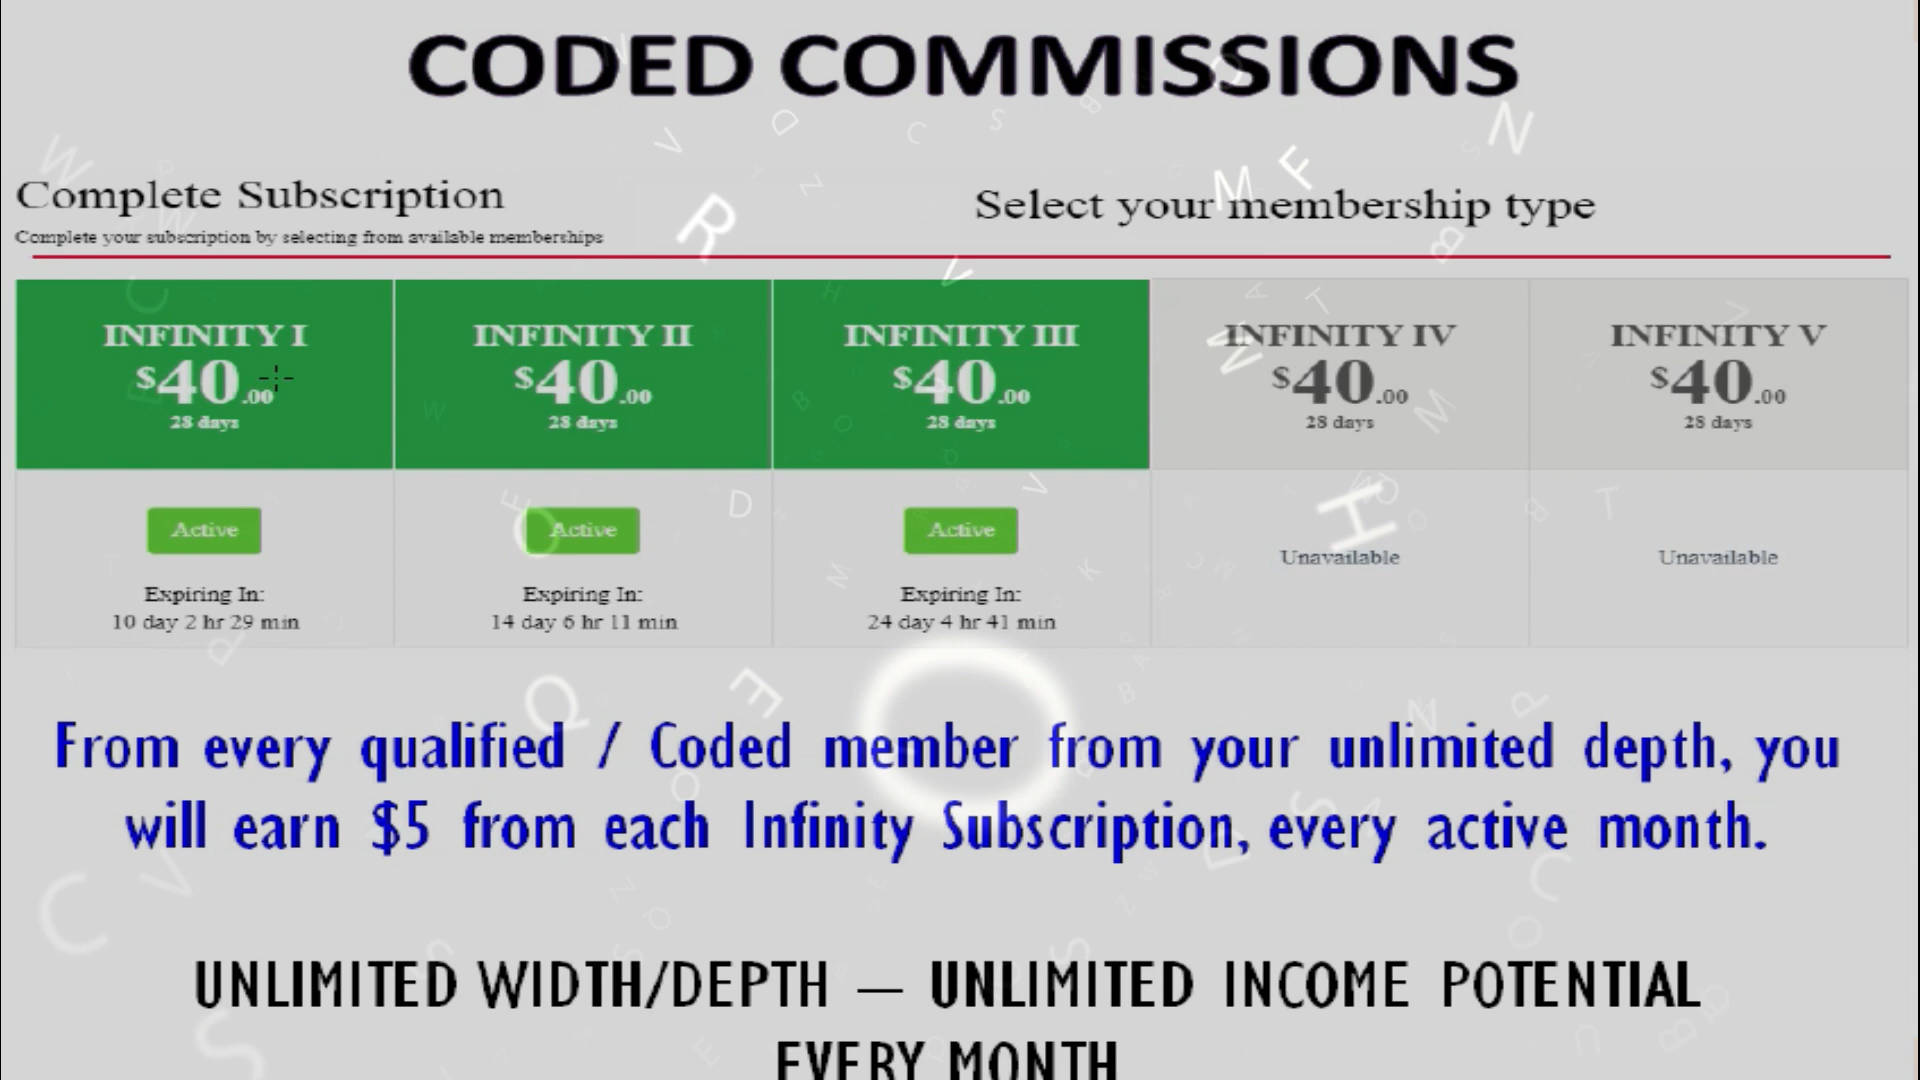 CODED COMMISSIONS
Complete Subscription
Select your membership type
Complete your subscription by selecting from available memberships
INFINITY I
$40.00
28 days
INFINITY II
$40.00
28 days
INFINITY III
$40.00
28 days
INFINITY IV
$40.00
28 days
INFINITY V
$40.00
28 days
Active
Expiring In:
10 day 2 hr 29 min
Active
Expiring In:
14 day 6 hr 11 min
Active
Expiring In:
24 day 4 hr 41 min
Unavailable
Unavailable
From every qualified / Coded member from your unlimited depth, you
will earn $5 from each Infinity Subscription, every active month.
UNLIMITED WIDTH/DEPTH — UNLIMITED INCOME POTENTIAL
EVERY MONTH